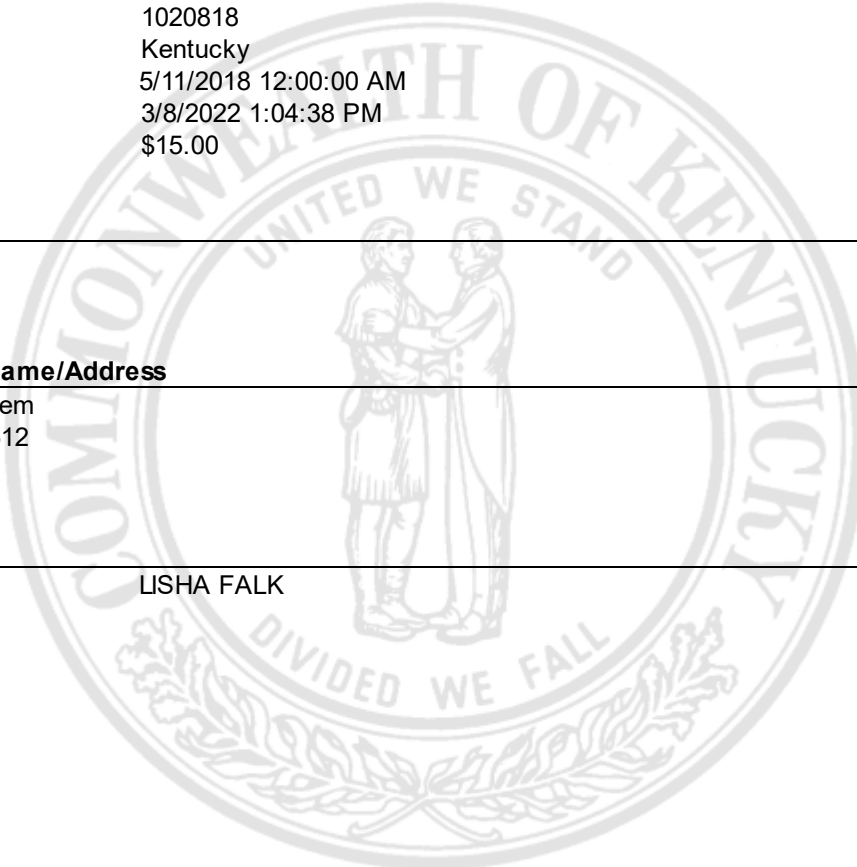 1020818
Kentucky
5/11/2018 12:00:00 AM
3/8/2022 1:04:38 PM
$15.00
COMMONWEALTH OF KENTUCKY
UNITED WE STAND
ame/Address
em
12
LISHA FALK
DIVIDED WE FALL